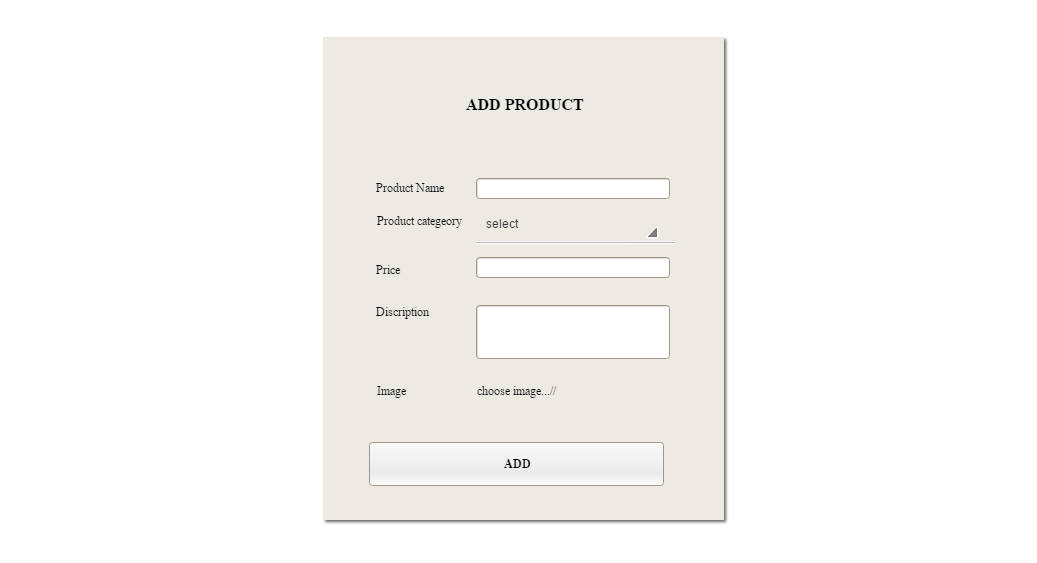 ADD PRODUCT
Product Name
Product categeory select
Price
Discription
Image choose image...//
ADD